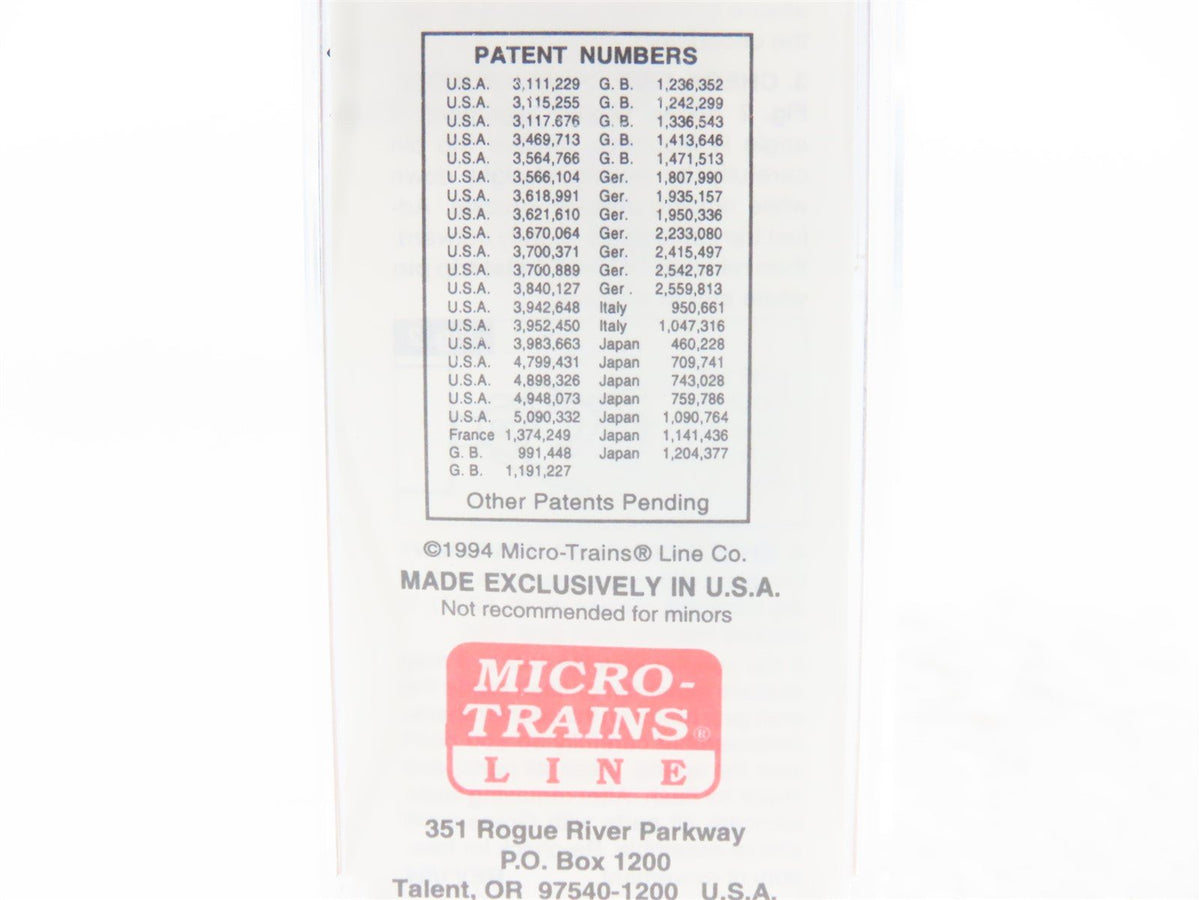 PATENT NUMBERS
U.S.A. 3,111,229 G. B. 1,236,352
U.S.A. 3,115,255 G. B. 1,242,299
U.S.A. 3,117.676 G. B. 1,336,543
U.S.A. 3,469,713 G. B. 1,413,646
U.S.A. 3,564,766 G. B. 1,471,513
U.S.A. 3,566,104 Ger. 1,807,990
U.S.A. 3,618,991 Ger. 1,935,157
U.S.A. 3,621,610 Ger. 1,950,336
U.S.A. 3,670,064 Ger. 2,233,080
U.S.A. 3,700,371 Ger. 2,415,497
U.S.A. 3,700,889 Ger. 2,542,787
U.S.A. 3,840,127 Ger . 2,559,813
U.S.A. 3,942,648 Italy 950,661
U.S.A. 3,952,450 Italy 1,047,316
U.S.A. 3,983,663 Japan 460,228
U.S.A. 4,799,431 Japan 709,741
U.S.A. 4,898,326 Japan 743,028
U.S.A. 4,948,073 Japan 759,786
U.S.A. 5,090,332 Japan 1,090,764
France 1,374,249 Japan 1,141,436
G. B. 991,448 Japan 1,204,377
G. B. 1,191,227
Other Patents Pending
©1994 Micro-Trains® Line Co.
MADE EXCLUSIVELY IN U.S.A.
Not recommended for minors
MICRO-
TRAINS®
LINE
351 Rogue River Parkway
P.O. Box 1200
Talent, OR 97540-1200 U.S.A.